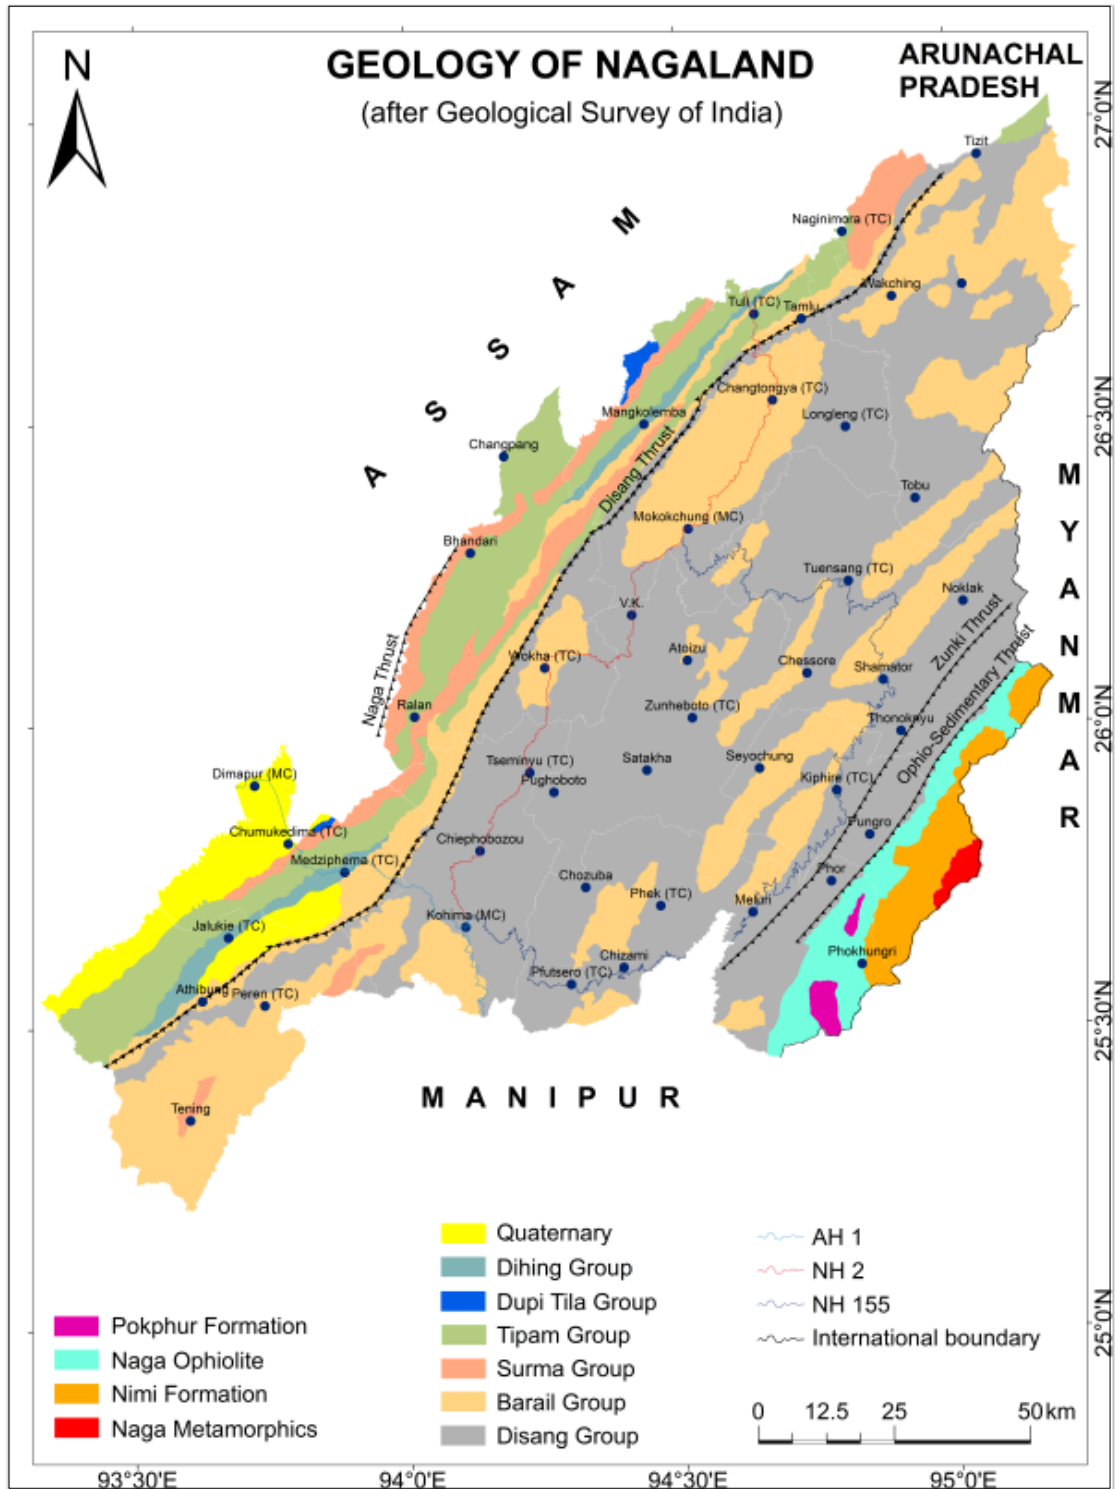 GEOLOGY OF NAGALAND
(after Geological Survey of India)
N
ARUNACHAL
PRADESH
ASSAM
MYANMAR
MANIPUR
Tizit
Naginimora (TC)
Wakching
Tuli (TC)
Tamlu
Changtongya (TC)
Longleng (TC)
Mangkolemba
Changpang
Disang Thrust
Tobu
Mokokchung (MC)
Bhandari
Tuensang (TC)
Noklak
V.K.
Zunki Thrust
Naga Thrust
Wokha (TC)
Atoizu
Chessore
Shamator
Ophio-Sedimentary Thrust
Ralan
Zunheboto (TC)
Thonoknyu
Dimapur (MC)
Tseminyu (TC)
Pughoboto
Satakha
Seyochung
Kiphire (TC)
Chumukedima (TC)
Pungro
Medziphema (TC)
Chiephobozou
Chozuba
Phek (TC)
Phor
Meluri
Jalukie (TC)
Kohima (MC)
Chizami
Phokhungri
Pfutsero (TC)
Athibung
Peren (TC)
Tening
27°0'N
26°30'N
26°0'N
25°30'N
25°0'N
Pokphur Formation
Naga Ophiolite
Nimi Formation
Naga Metamorphics
Quaternary
Dihing Group
Dupi Tila Group
Tipam Group
Surma Group
Barail Group
Disang Group
AH 1
NH 2
NH 155
International boundary
0 12.5 25 50 km
93°30'E 94°0'E 94°30'E 95°0'E